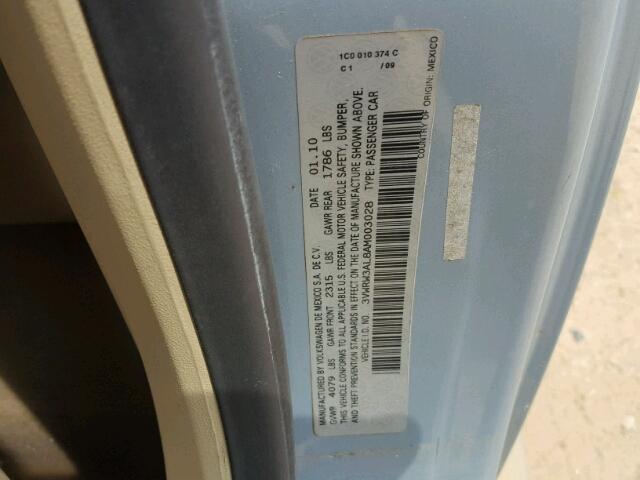 1C0 010 374 C
C 1 / 09
MANUFACTURED BY VOLKSWAGEN DE MEXICO S.A. DE C.V. DATE 01.10
GVWR 4079 LBS GAWR FRONT 2315 LBS GAWR REAR 1786 LBS
THIS VEHICLE CONFORMS TO ALL APPLICABLE U.S. FEDERAL MOTOR VEHICLE SAFETY, BUMPER,
AND THEFT PREVENTION STANDARDS IN EFFECT ON THE DATE OF MANUFACTURE SHOWN ABOVE.
VEHICLE I.D. NO. 3VWRW3AL8AM003028 TYPE: PASSENGER CAR
COUNTRY OF ORIGIN: MEXICO